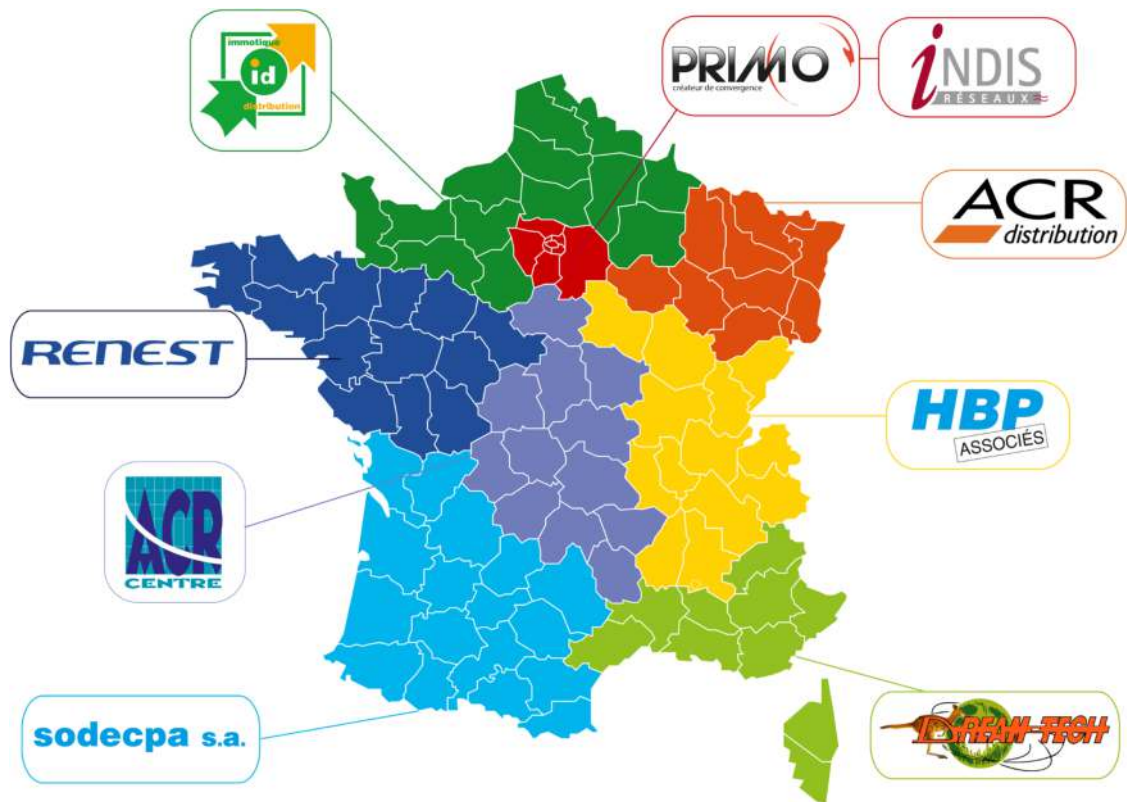 immotique
id
distribution
PRIMO
créateur de convergence
iNDIS
RÉSEAUX
ACR
distribution
RENEST
HBP
ASSOCIÉS
ACR
CENTRE
sodecpa s.a.
DREAM-TECH